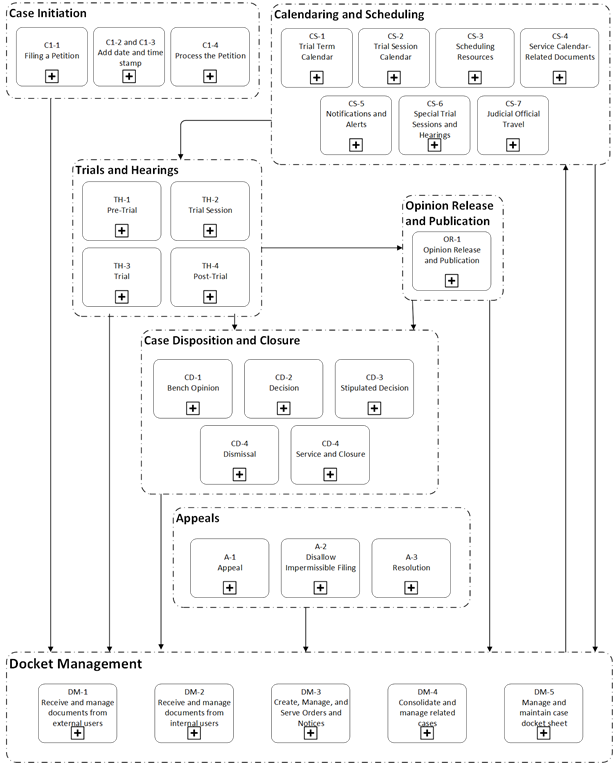 Case Initiation
C1-1
Filing a Petition
C1-2 and C1-3
Add date and time
stamp
C1-4
Process the Petition
Calendaring and Scheduling
CS-1
Trial Term
Calendar
CS-2
Trial Session
Calendar
CS-3
Scheduling
Resources
CS-4
Service Calendar-
Related Documents
CS-5
Notifications and
Alerts
CS-6
Special Trial
Sessions and
Hearings
CS-7
Judicial Official
Travel
Trials and Hearings
TH-1
Pre-Trial
TH-2
Trial Session
TH-3
Trial
TH-4
Post-Trial
Opinion Release
and Publication
OR-1
Opinion Release
and Publication
Case Disposition and Closure
CD-1
Bench Opinion
CD-2
Decision
CD-3
Stipulated Decision
CD-4
Dismissal
CD-4
Service and Closure
Appeals
A-1
Appeal
A-2
Disallow
Impermissible Filing
A-3
Resolution
Docket Management
DM-1
Receive and manage
documents from
external users
DM-2
Receive and manage
documents from
internal users
DM-3
Create, Manage, and
Serve Orders and
Notices
DM-4
Consolidate and
manage related
cases
DM-5
Manage and
maintain case
docket sheet